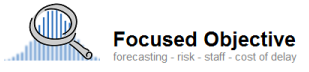 Focused Objective
forecasting - risk - staff - cost of delay